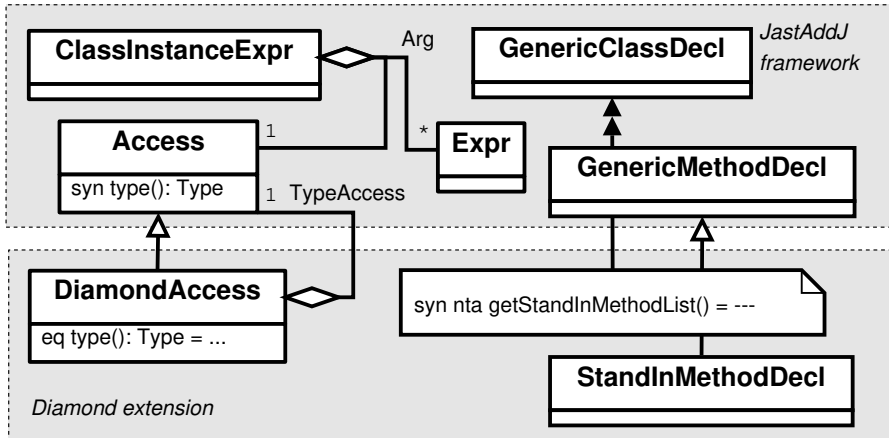 ClassInstanceExpr
Arg
GenericClassDecl
JastAddJ
framework
Access
1
*
Expr
GenericMethodDecl
syn type(): Type
1 TypeAccess
DiamondAccess
syn nta getStandInMethodList() = ---
eq type(): Type = ...
StandInMethodDecl
Diamond extension